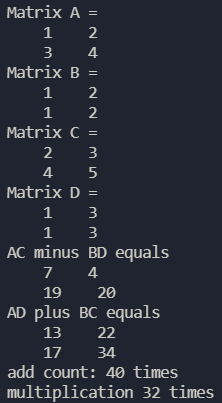 Matrix A =
1 2
3 4
Matrix B =
1 2
1 2
Matrix C =
2 3
4 5
Matrix D =
1 3
1 3
AC minus BD equals
7 4
19 20
AD plus BC equals
13 22
17 34
add count: 40 times
multiplication 32 times